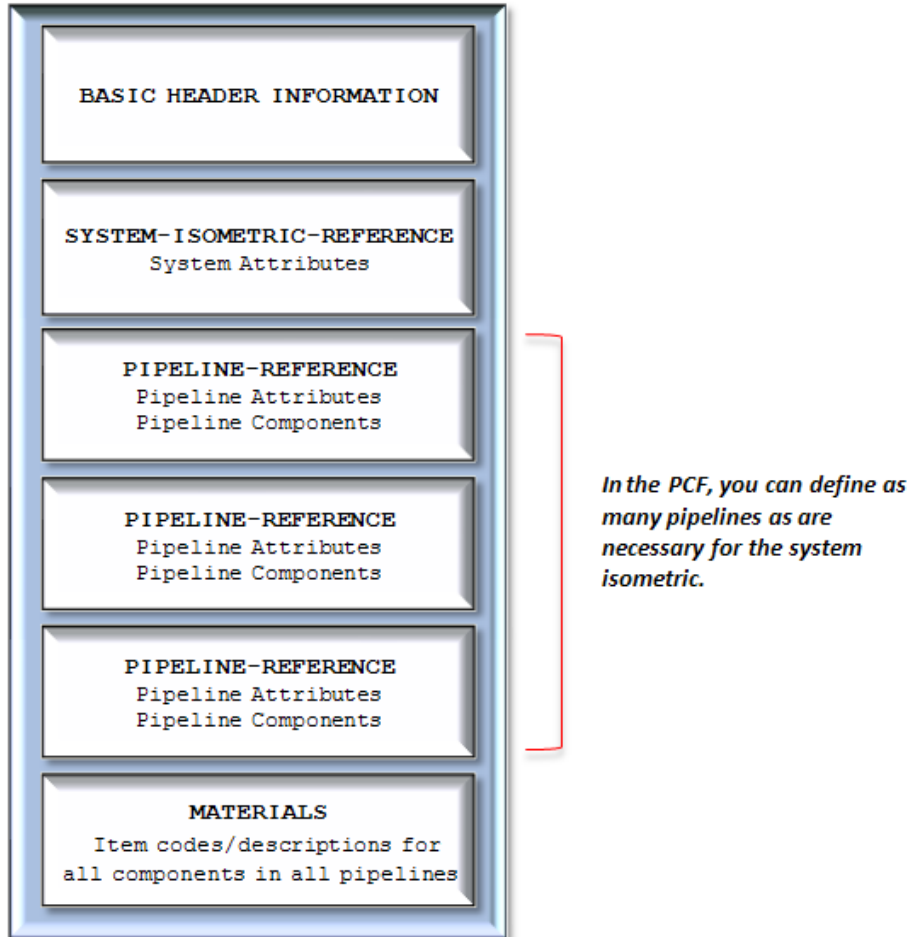 BASIC HEADER INFORMATION
SYSTEM-ISOMETRIC-REFERENCE
System Attributes
PIPELINE-REFERENCE
Pipeline Attributes
Pipeline Components
PIPELINE-REFERENCE
Pipeline Attributes
Pipeline Components
PIPELINE-REFERENCE
Pipeline Attributes
Pipeline Components
MATERIALS
Item codes/descriptions for
all components in all pipelines
In the PCF, you can define as
many pipelines as are
necessary for the system
isometric.